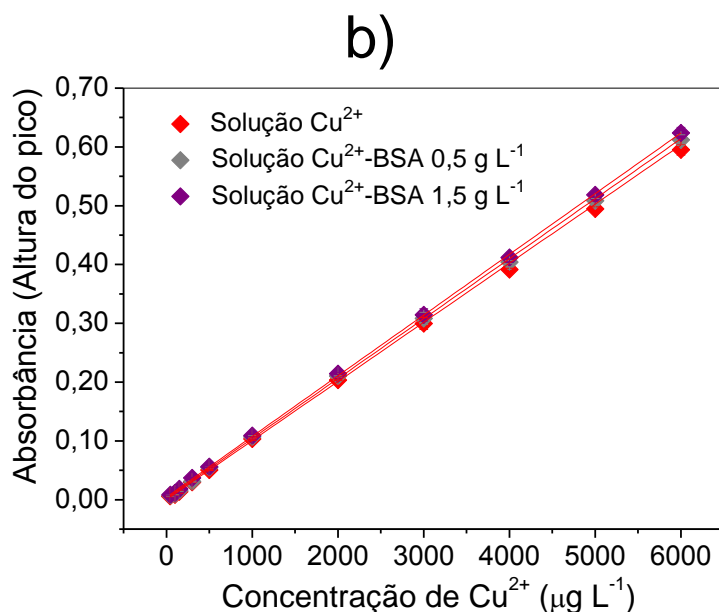 b)
0,70
0,60
0,50
0,40
0,30
0,20
0,10
0,00
Absorbância (Altura do pico)
Solução Cu²⁺
Solução Cu²⁺-BSA 0,5 g L⁻¹
Solução Cu²⁺-BSA 1,5 g L⁻¹
0 1000 2000 3000 4000 5000 6000
Concentração de Cu²⁺ (μg L⁻¹)